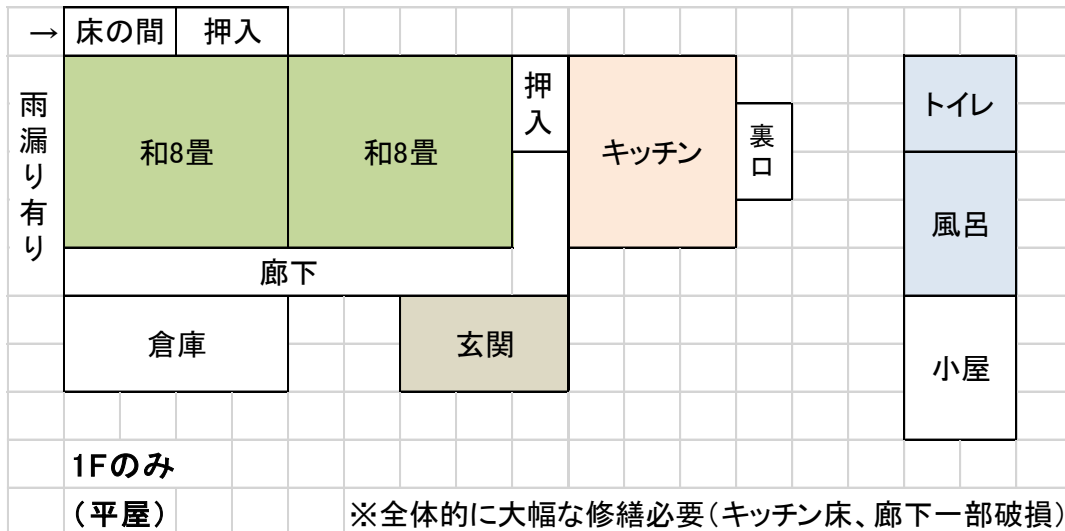 → 床の間 押入
雨漏り有り
和8畳
和8畳
押入
キッチン
裏口
トイレ
風呂
廊下
倉庫
玄関
小屋
1Fのみ
(平屋)
※全体的に大幅な修繕必要(キッチン床、廊下一部破損)